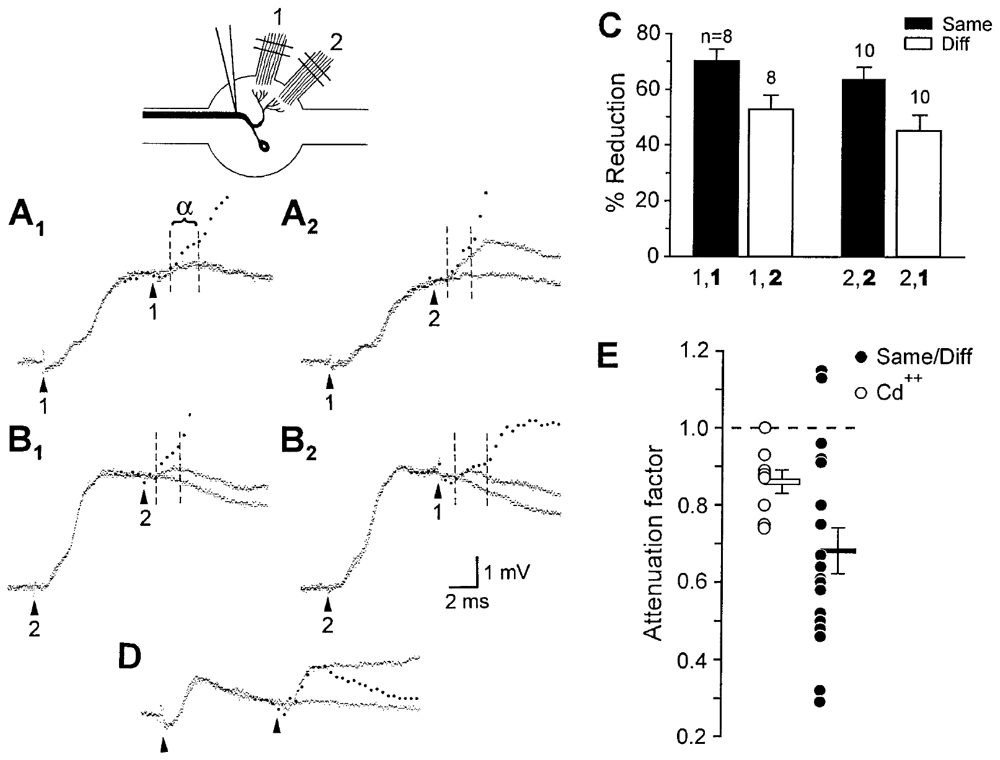 1
2
A1
α
1
1
A2
2
1
B1
2
2
B2
1
2
1 mV
2 ms
D
C
Same
Diff
% Reduction
80
60
40
20
0
n=8
8
10
10
1,1
1,2
2,2
2,1
E
Same/Diff
Cd++
Attenuation factor
1.2
1.0
0.8
0.6
0.4
0.2